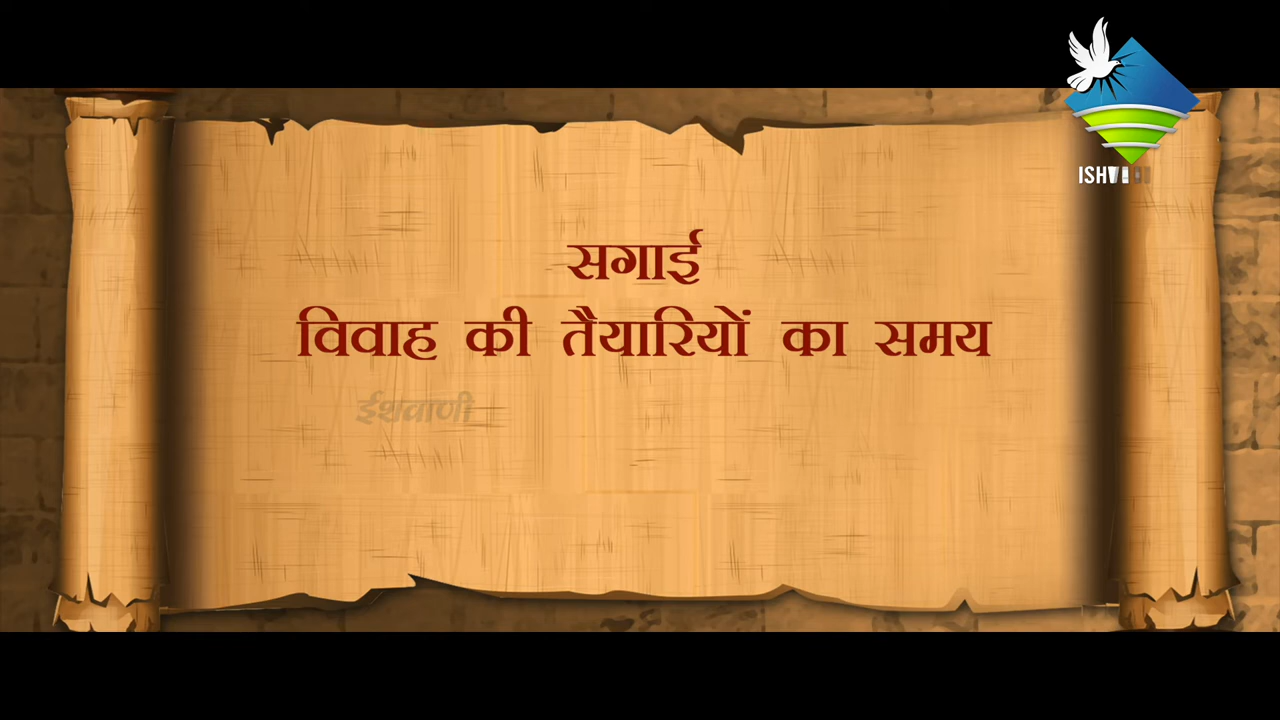 सगाई
विवाह की तैयारियों का समय
ईशवाणी